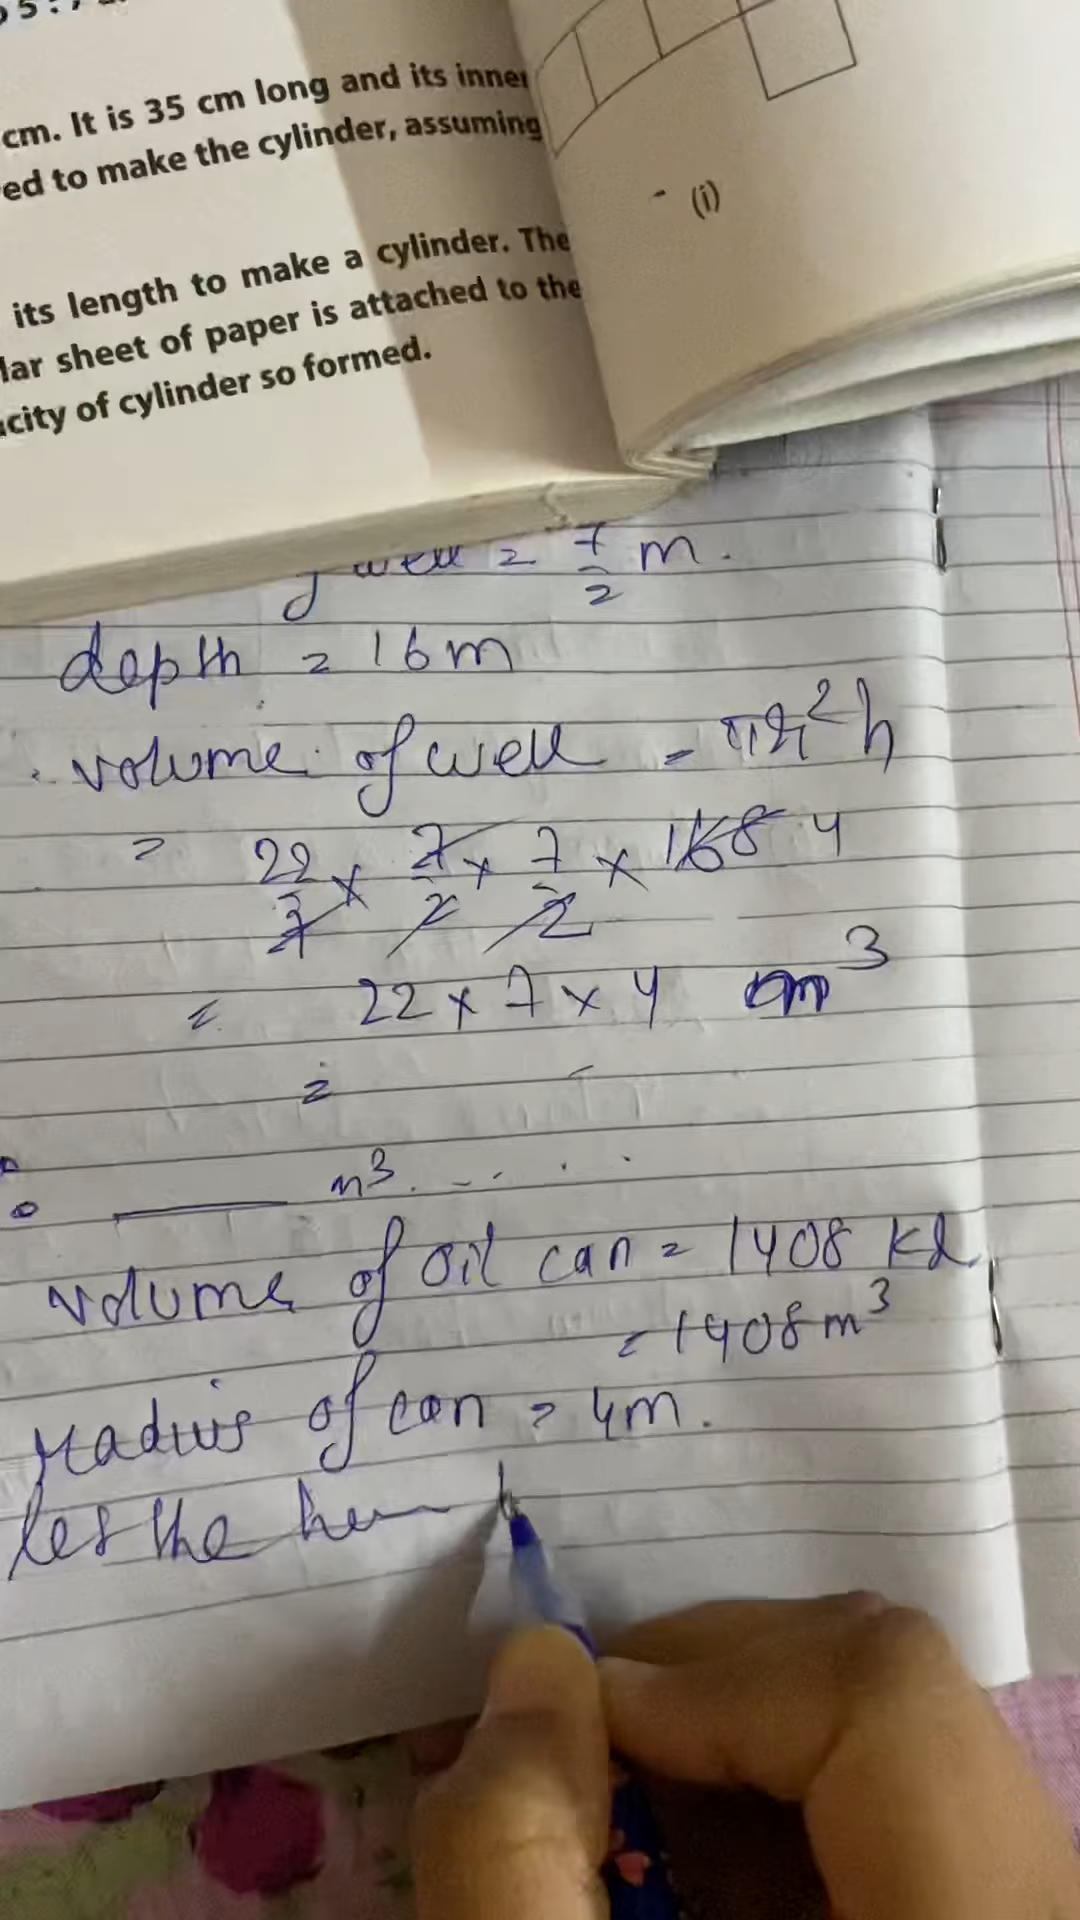 cm. It is 35 cm long and its inner
ed to make the cylinder, assuming
its length to make a cylinder. The
lar sheet of paper is attached to the
acity of cylinder so formed.
(i)
well = 7/2 m.
depth = 16m
volume of well = πr²h
= 22/7 × 7/2 × 7/2 × 16 8 4
= 22 × 7 × 4 m³
=
m³
volume of oil can = 1408 kl
= 1408 m³
radius of can = 4m.
let the